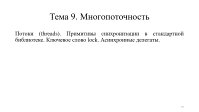 Тема 9. Многопоточность
Потоки (threads). Примитивы синхронизации в стандартной
библиотеке. Ключевое слово lock. Асинхронные делегаты.